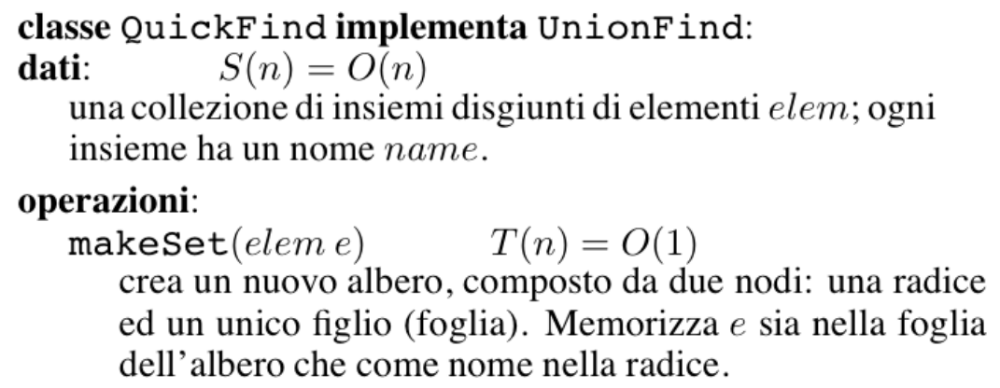 classe QuickFind implementa UnionFind:
dati: S(n) = O(n)
una collezione di insiemi disgiunti di elementi elem; ogni
insieme ha un nome name.
operazioni:
makeSet(elem e) T(n) = O(1)
crea un nuovo albero, composto da due nodi: una radice
ed un unico figlio (foglia). Memorizza e sia nella foglia
dell'albero che come nome nella radice.